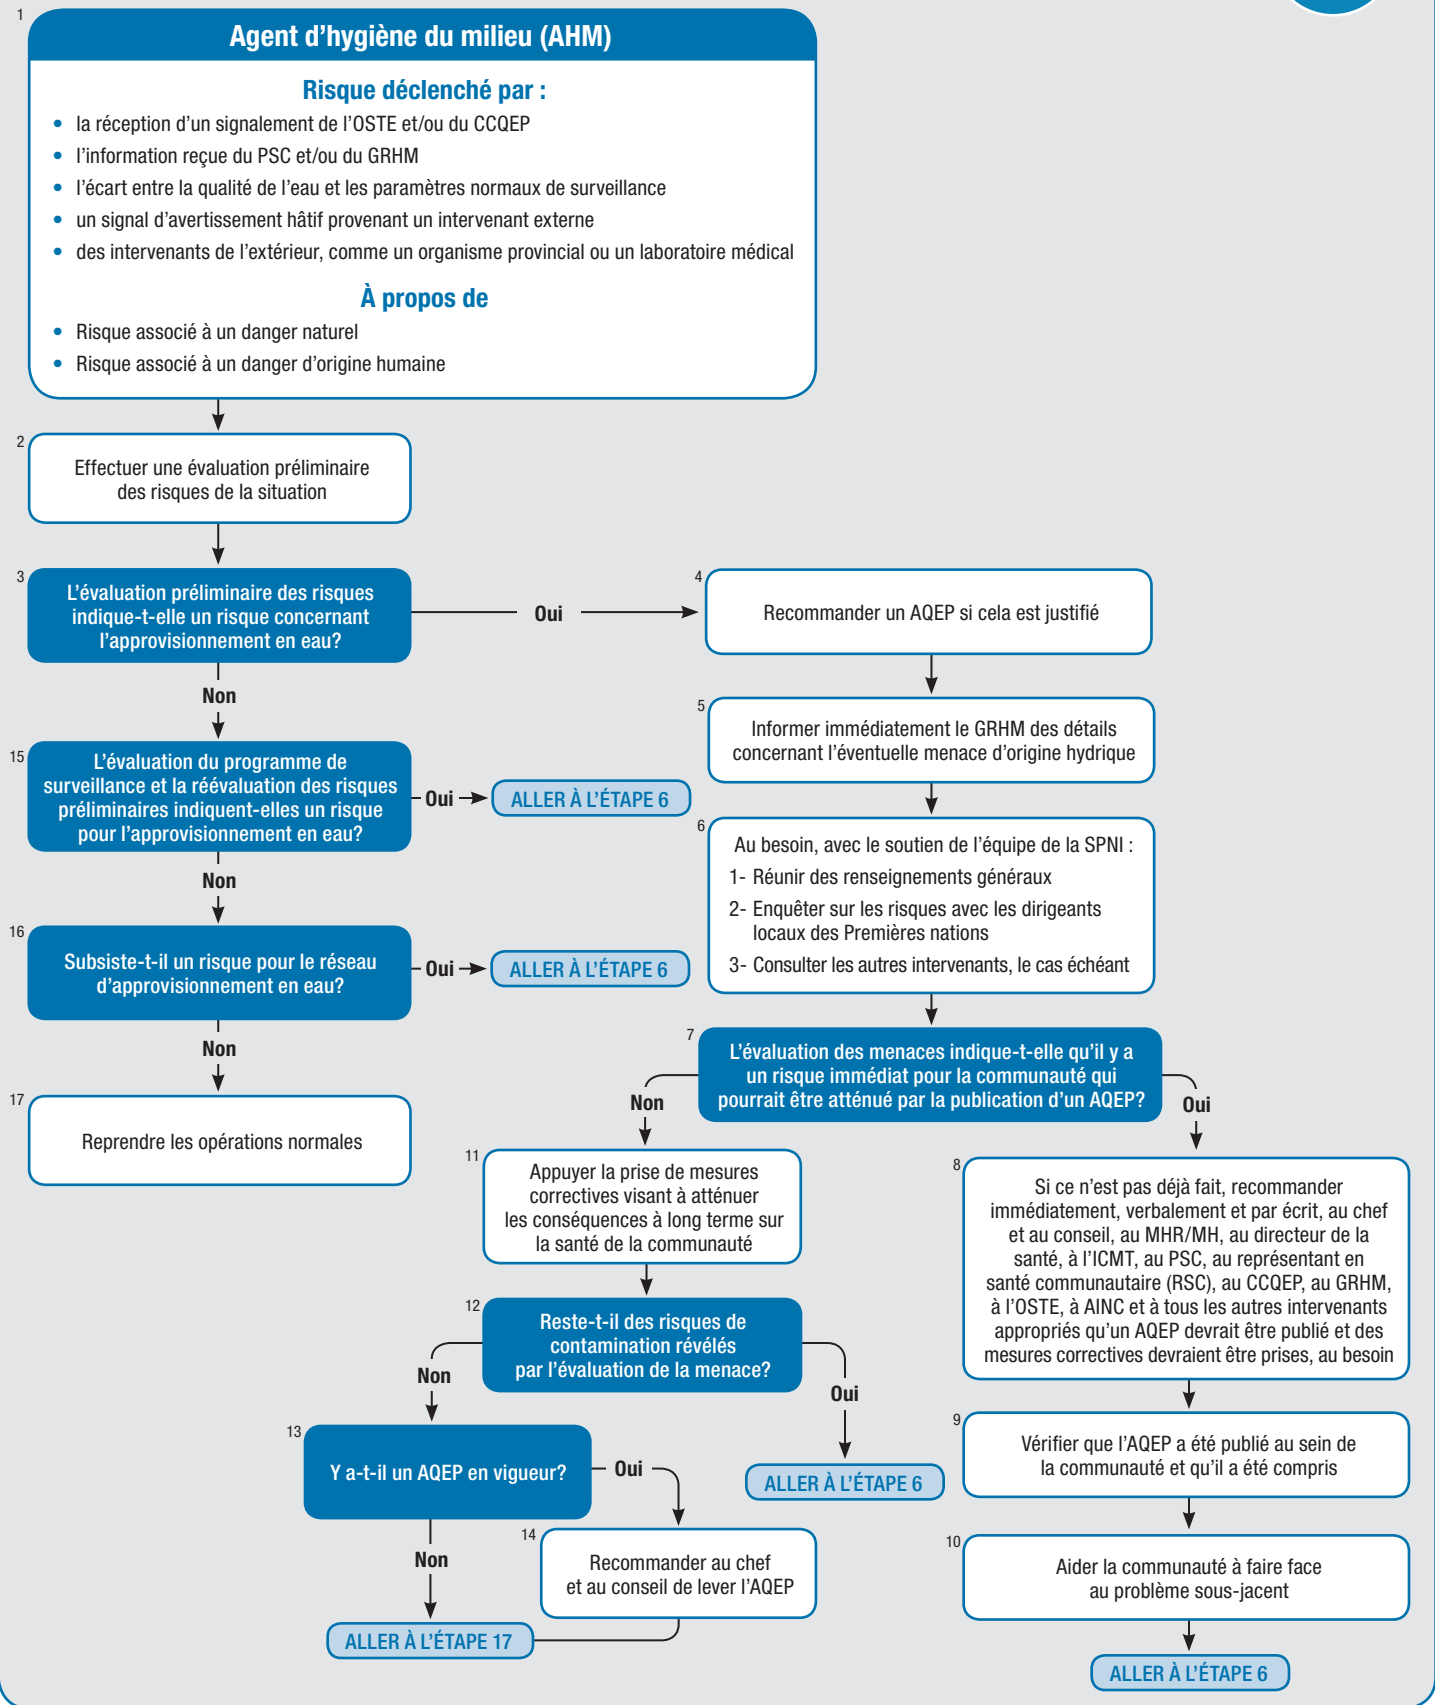 1
Agent d'hygiène du milieu (AHM)
Risque déclenché par :
• la réception d'un signalement de l'OSTE et/ou du CCQEP
• l'information reçue du PSC et/ou du GRHM
• l'écart entre la qualité de l'eau et les paramètres normaux de surveillance
• un signal d'avertissement hâtif provenant un intervenant externe
• des intervenants de l'extérieur, comme un organisme provincial ou un laboratoire médical
À propos de
• Risque associé à un danger naturel
• Risque associé à un danger d'origine humaine
2
Effectuer une évaluation préliminaire
des risques de la situation
3
L'évaluation préliminaire des risques
indique-t-elle un risque concernant
l'approvisionnement en eau?
Oui
Non
4
Recommander un AQEP si cela est justifié
5
Informer immédiatement le GRHM des détails
concernant l'éventuelle menace d'origine hydrique
15
L'évaluation du programme de
surveillance et la réévaluation des risques
préliminaires indiquent-elles un risque
pour l'approvisionnement en eau?
Oui
ALLER À L'ÉTAPE 6
Non
6
Au besoin, avec le soutien de l'équipe de la SPNI :
1- Réunir des renseignements généraux
2- Enquêter sur les risques avec les dirigeants
locaux des Premières nations
3- Consulter les autres intervenants, le cas échéant
16
Subsiste-t-il un risque pour le réseau
d'approvisionnement en eau?
Oui
ALLER À L'ÉTAPE 6
Non
17
Reprendre les opérations normales
7
L'évaluation des menaces indique-t-elle qu'il y a
un risque immédiat pour la communauté qui
pourrait être atténué par la publication d'un AQEP?
Non
Oui
11
Appuyer la prise de mesures
correctives visant à atténuer
les conséquences à long terme sur
la santé de la communauté
8
Si ce n'est pas déjà fait, recommander
immédiatement, verbalement et par écrit, au chef
et au conseil, au MHR/MH, au directeur de la
santé, à l'ICMT, au PSC, au représentant en
santé communautaire (RSC), au CCQEP, au GRHM,
à l'OSTE, à AINC et à tous les autres intervenants
appropriés qu'un AQEP devrait être publié et des
mesures correctives devraient être prises, au besoin
12
Reste-t-il des risques de
contamination révélés
par l'évaluation de la menace?
Non
Oui
ALLER À L'ÉTAPE 6
13
Y a-t-il un AQEP en vigueur?
Oui
Non
14
Recommander au chef
et au conseil de lever l'AQEP
ALLER À L'ÉTAPE 17
9
Vérifier que l'AQEP a été publié au sein de
la communauté et qu'il a été compris
10
Aider la communauté à faire face
au problème sous-jacent
ALLER À L'ÉTAPE 6